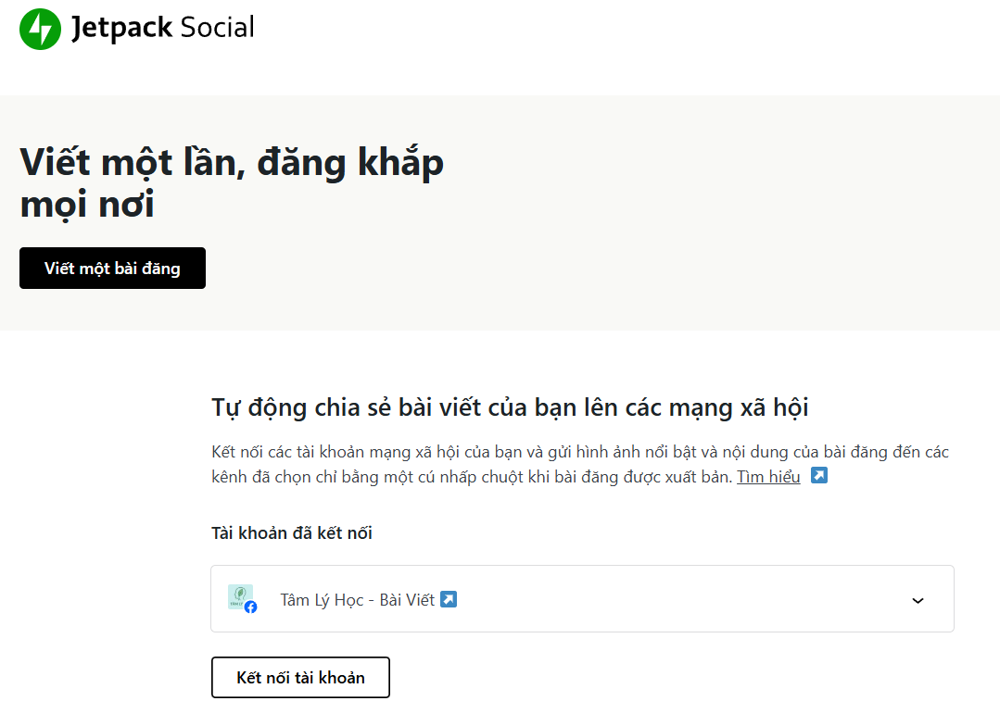 Jetpack Social
Viết một lần, đăng khắp
mọi nơi
Viết một bài đăng
Tự động chia sẻ bài viết của bạn lên các mạng xã hội
Kết nối các tài khoản mạng xã hội của bạn và gửi hình ảnh nổi bật và nội dung của bài đăng đến các
kênh đã chọn chỉ bằng một cú nhấp chuột khi bài đăng được xuất bản. Tìm hiểu
Tài khoản đã kết nối
Tâm Lý Học - Bài Viết
Kết nối tài khoản